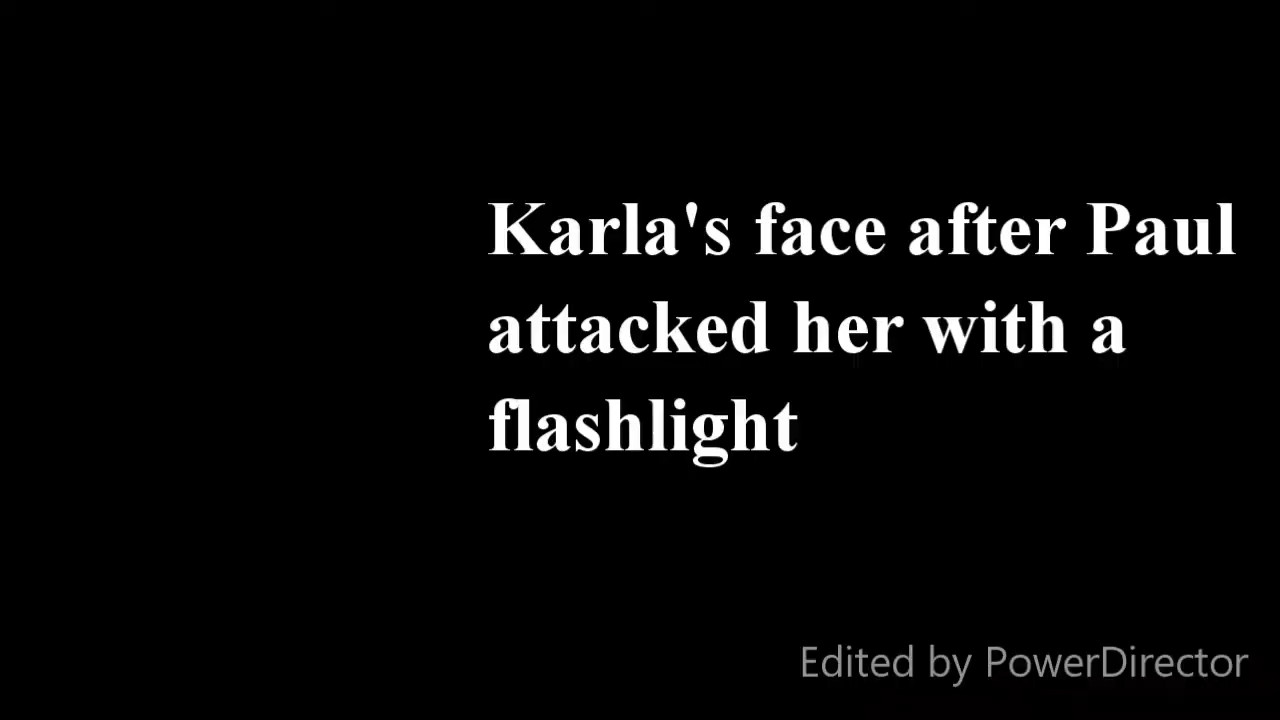 Karla's face after Paul
attacked her with a
flashlight
Edited by PowerDirector